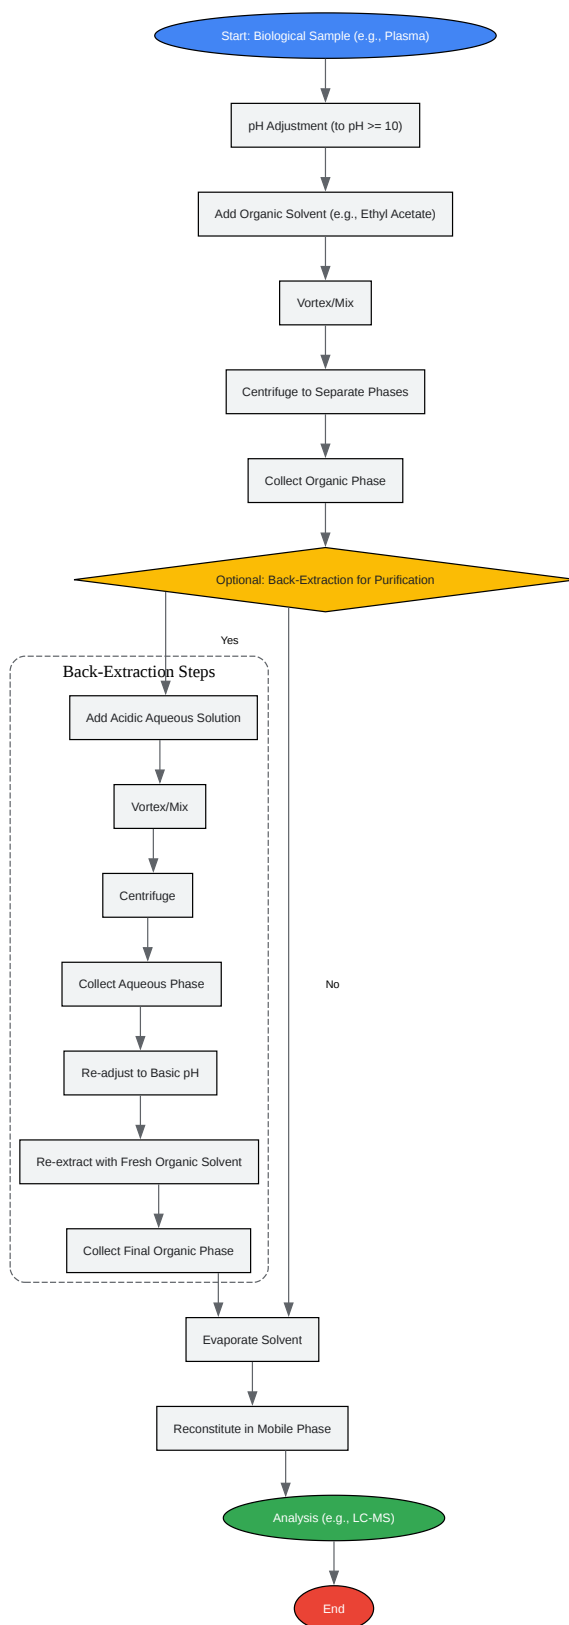 Start: Biological Sample (e.g., Plasma)
pH Adjustment (to pH >= 10)
Add Organic Solvent (e.g., Ethyl Acetate)
Vortex/Mix
Centrifuge to Separate Phases
Collect Organic Phase
Optional: Back-Extraction for Purification
Yes
Back-Extraction Steps
Add Acidic Aqueous Solution
Vortex/Mix
Centrifuge
Collect Aqueous Phase
No
Re-adjust to Basic pH
Re-extract with Fresh Organic Solvent
Collect Final Organic Phase
Evaporate Solvent
Reconstitute in Mobile Phase
Analysis (e.g., LC-MS)
End